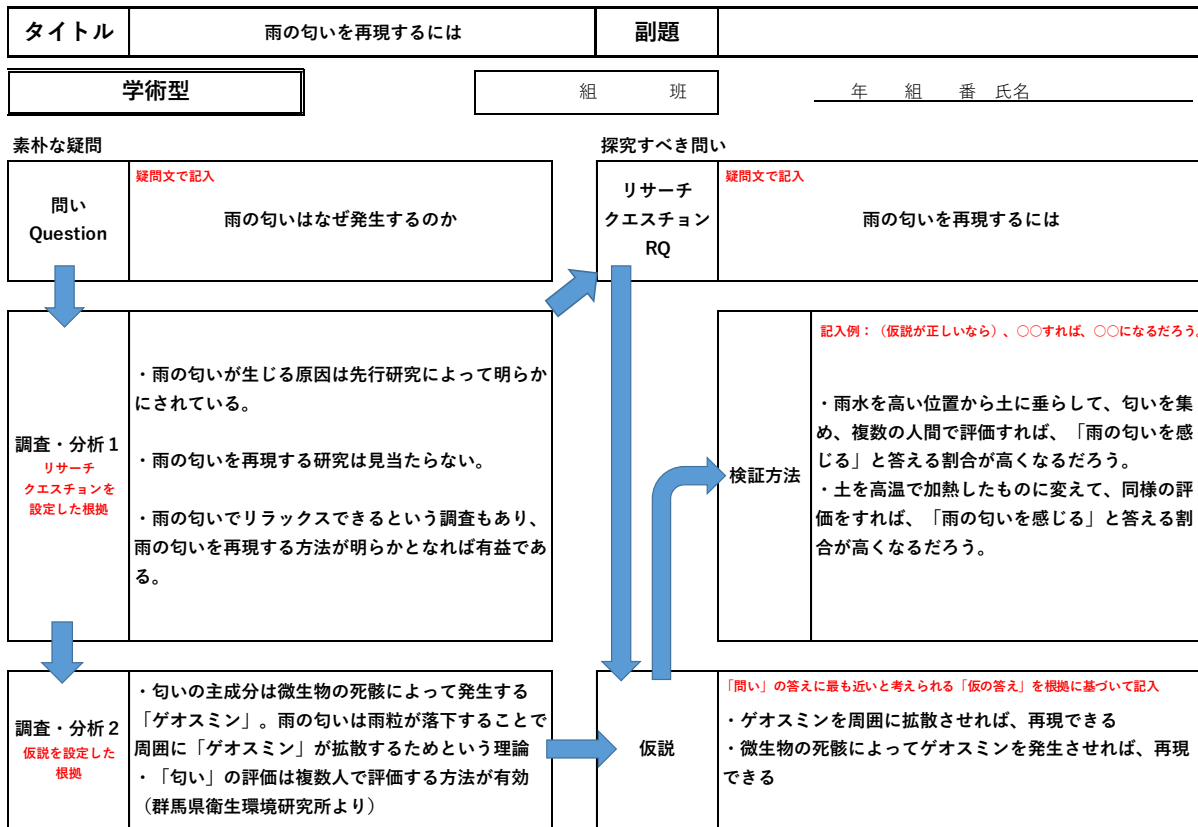 タイトル
雨の匂いを再現するには
副題
学術型
組 班
年 組 番 氏名
素朴な疑問
探究すべき問い
問い
Question
疑問文で記入
雨の匂いはなぜ発生するのか
リサーチ
クエスチョン
RQ
疑問文で記入
雨の匂いを再現するには
調査・分析1
リサーチ
クエスチョンを
設定した根拠
・雨の匂いが生じる原因は先行研究によって明らか
にされている。
・雨の匂いを再現する研究は見当たらない。
・雨の匂いでリラックスできるという調査もあり、
雨の匂いを再現する方法が明らかとなれば有益であ
る。
検証方法
記入例：（仮説が正しいなら）、○○すれば、○○になるだろう。
・雨水を高い位置から土に垂らして、匂いを集
め、複数の人間で評価すれば、「雨の匂いを感
じる」と答える割合が高くなるだろう。
・土を高温で加熱したものに変えて、同様の評
価をすれば、「雨の匂いを感じる」と答える割
合が高くなるだろう。
調査・分析2
仮説を設定した
根拠
・匂いの主成分は微生物の死骸によって発生する
「ゲオスミン」。雨の匂いは雨粒が落下することで
周囲に「ゲオスミン」が拡散するためという理論
・「匂い」の評価は複数人で評価する方法が有効
（群馬県衛生環境研究所より）
仮説
「問い」の答えに最も近いと考えられる「仮の答え」を根拠に基づいて記入
・ゲオスミンを周囲に拡散させれば、再現できる
・微生物の死骸によってゲオスミンを発生させれば、再現
できる